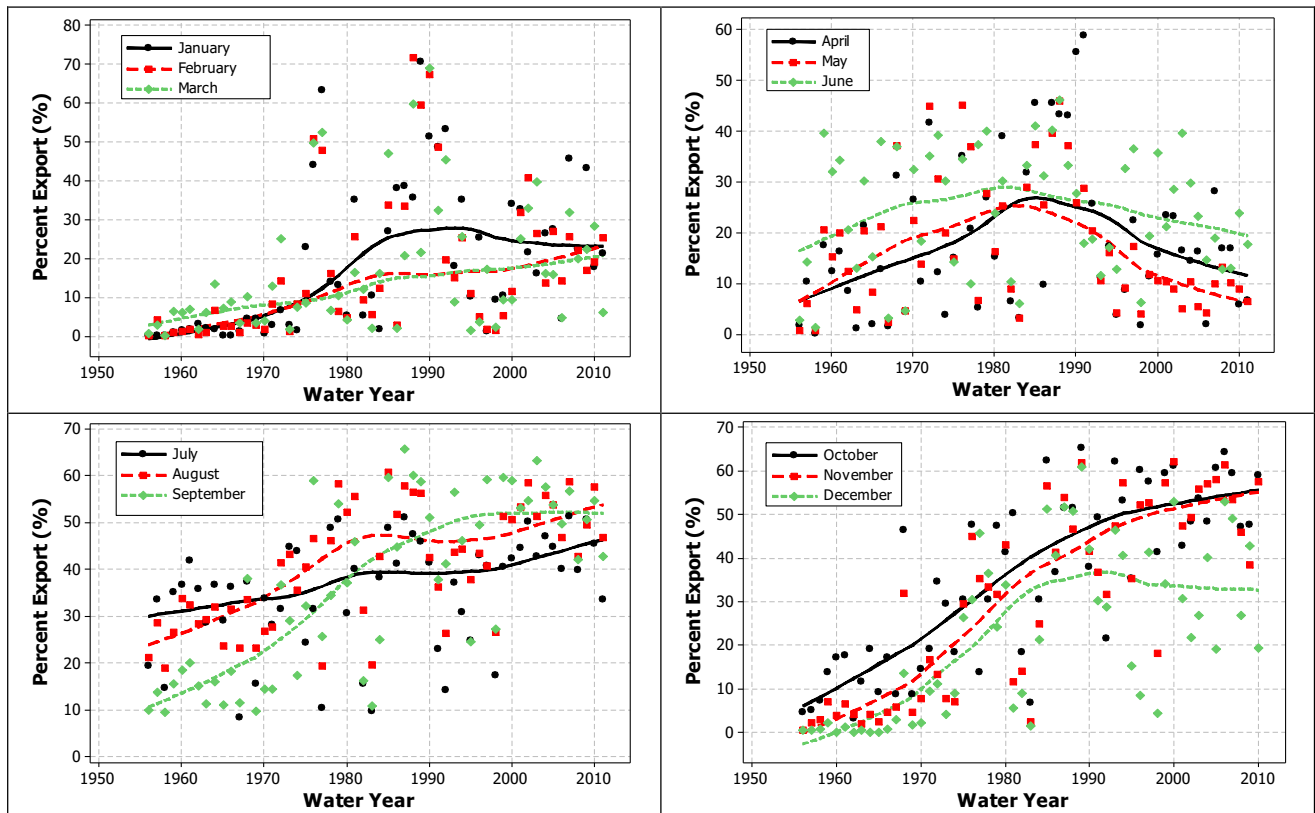 80
70
60
50
40
30
20
10
0
Percent Export (%)
January
February
March
1950 1960 1970 1980 1990 2000 2010
Water Year
60
50
40
30
20
10
0
Percent Export (%)
April
May
June
1950 1960 1970 1980 1990 2000 2010
Water Year
70
60
50
40
30
20
10
0
Percent Export (%)
July
August
September
1950 1960 1970 1980 1990 2000 2010
Water Year
70
60
50
40
30
20
10
0
Percent Export (%)
October
November
December
1950 1960 1970 1980 1990 2000 2010
Water Year